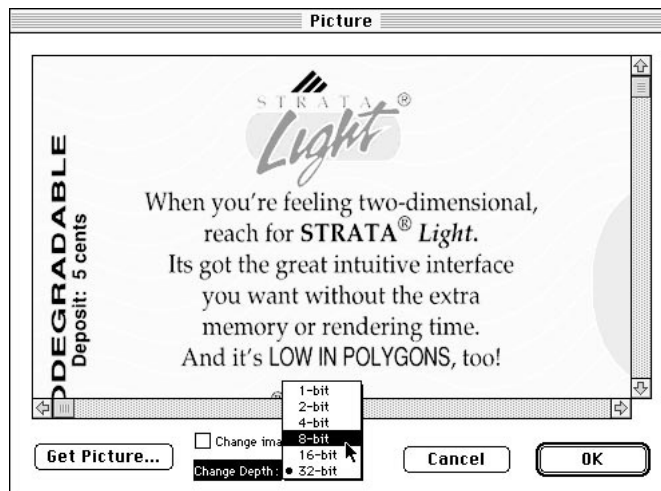 Picture
STRATA®
Light
ODEGRADABLE
Deposit: 5 cents
When you're feeling two-dimensional,
reach for STRATA® Light.
Its got the great intuitive interface
you want without the extra
memory or rendering time.
And it's LOW IN POLYGONS, too!
1-bit
2-bit
4-bit
8-bit
16-bit
32-bit
Get Picture...
Change ima
Change Depth:
Cancel
OK